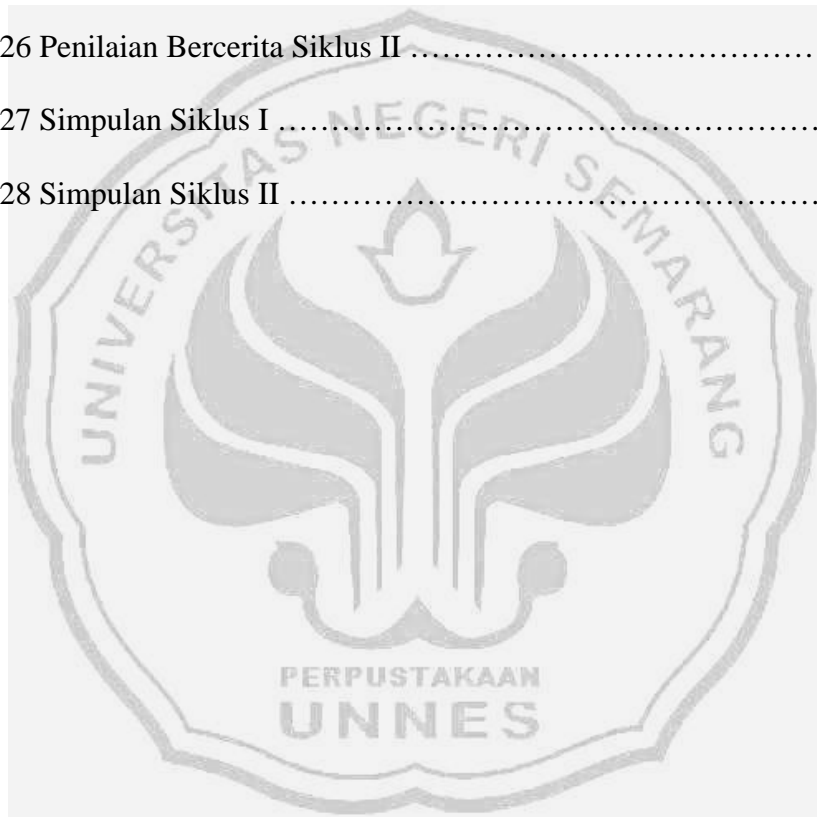 26 Penilaian Bercerita Siklus II ……………………………………
27 Simpulan Siklus I ……………………………………………………
28 Simpulan Siklus II …………………………………………………
UNIVERSITAS NEGERI SEMARANG
PERPUSTAKAAN
UNNES